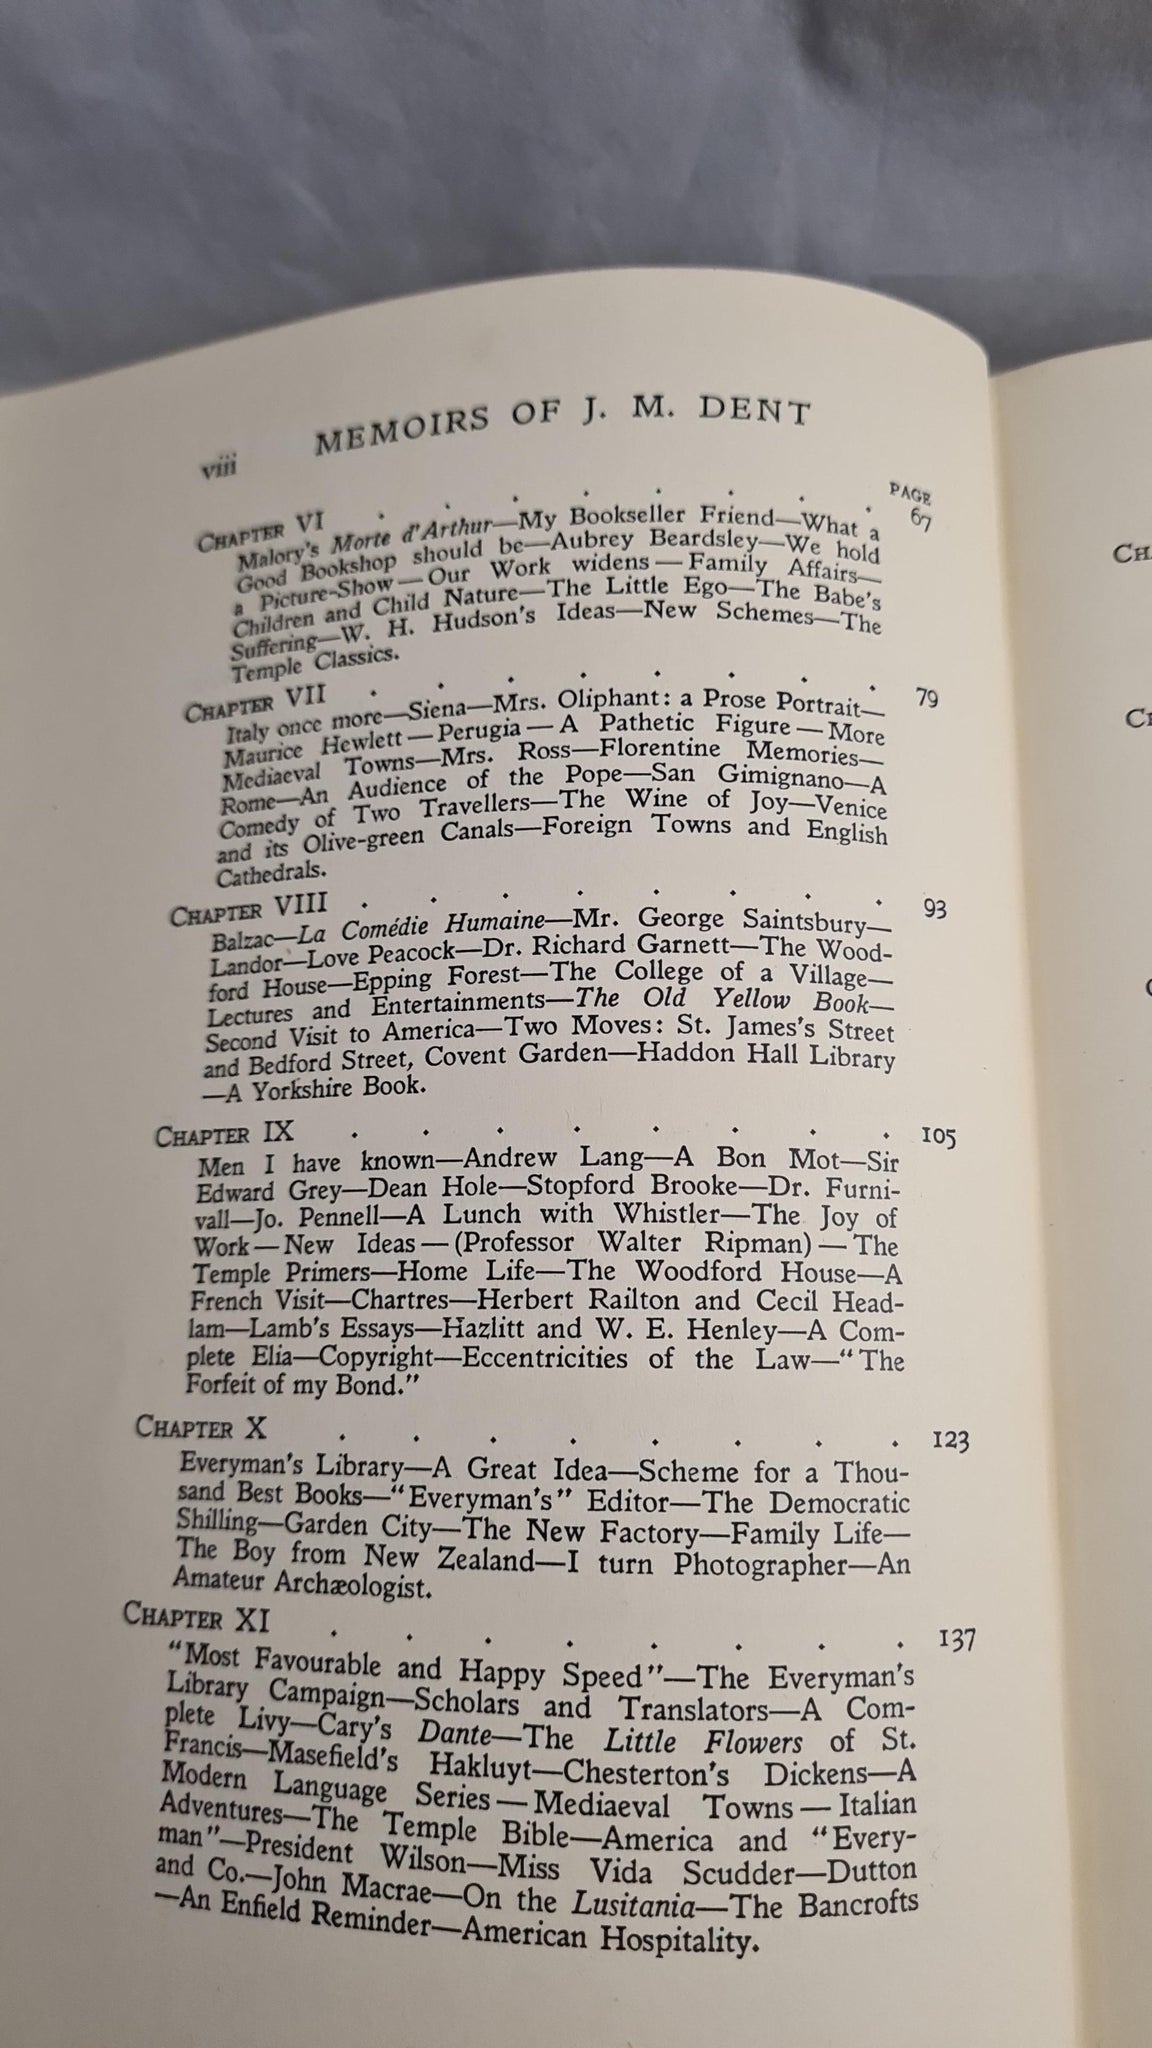 viii MEMOIRS OF J. M. DENT
PAGE
CHAPTER VI . . . . . . . . 67
Malory's Morte d'Arthur—My Bookseller Friend—What a
Good Bookshop should be—Aubrey Beardsley—We hold
a Picture-Show—Our Work widens—Family Affairs—
Children and Child Nature—The Little Ego—The Babe's
Suffering—W. H. Hudson's Ideas—New Schemes—The
Temple Classics.
CHAPTER VII . . . . . . . . 79
Italy once more—Siena—Mrs. Oliphant: a Prose Portrait—
Maurice Hewlett—Perugia—A Pathetic Figure—More
Mediaeval Towns—Mrs. Ross—Florentine Memories—
Rome—An Audience of the Pope—San Gimignano—A
Comedy of Two Travellers—The Wine of Joy—Venice
and its Olive-green Canals—Foreign Towns and English
Cathedrals.
CHAPTER VIII . . . . . . . . 93
Balzac—La Comédie Humaine—Mr. George Saintsbury—
Landor—Love Peacock—Dr. Richard Garnett—The Wood-
ford House—Epping Forest—The College of a Village—
Lectures and Entertainments—The Old Yellow Book—
Second Visit to America—Two Moves: St. James's Street
and Bedford Street, Covent Garden—Haddon Hall Library
—A Yorkshire Book.
CHAPTER IX . . . . . . . . 105
Men I have known—Andrew Lang—A Bon Mot—Sir
Edward Grey—Dean Hole—Stopford Brooke—Dr. Furni-
vall—Jo. Pennell—A Lunch with Whistler—The Joy of
Work—New Ideas—(Professor Walter Ripman)—The
Temple Primers—Home Life—The Woodford House—A
French Visit—Chartres—Herbert Railton and Cecil Head-
lam—Lamb's Essays—Hazlitt and W. E. Henley—A Com-
plete Elia—Copyright—Eccentricities of the Law—"The
Forfeit of my Bond."
CHAPTER X . . . . . . . . 123
Everyman's Library—A Great Idea—Scheme for a Thou-
sand Best Books—"Everyman's" Editor—The Democratic
Shilling—Garden City—The New Factory—Family Life—
The Boy from New Zealand—I turn Photographer—An
Amateur Archæologist.
CHAPTER XI . . . . . . . . 137
"Most Favourable and Happy Speed"—The Everyman's
Library Campaign—Scholars and Translators—A Com-
plete Livy—Cary's Dante—The Little Flowers of St.
Francis—Masefield's Hakluyt—Chesterton's Dickens—A
Modern Language Series—Mediaeval Towns—Italian
Adventures—The Temple Bible—America and "Every-
man"—President Wilson—Miss Vida Scudder—Dutton
and Co.—John Macrae—On the Lusitania—The Bancrofts
—An Enfield Reminder—American Hospitality.